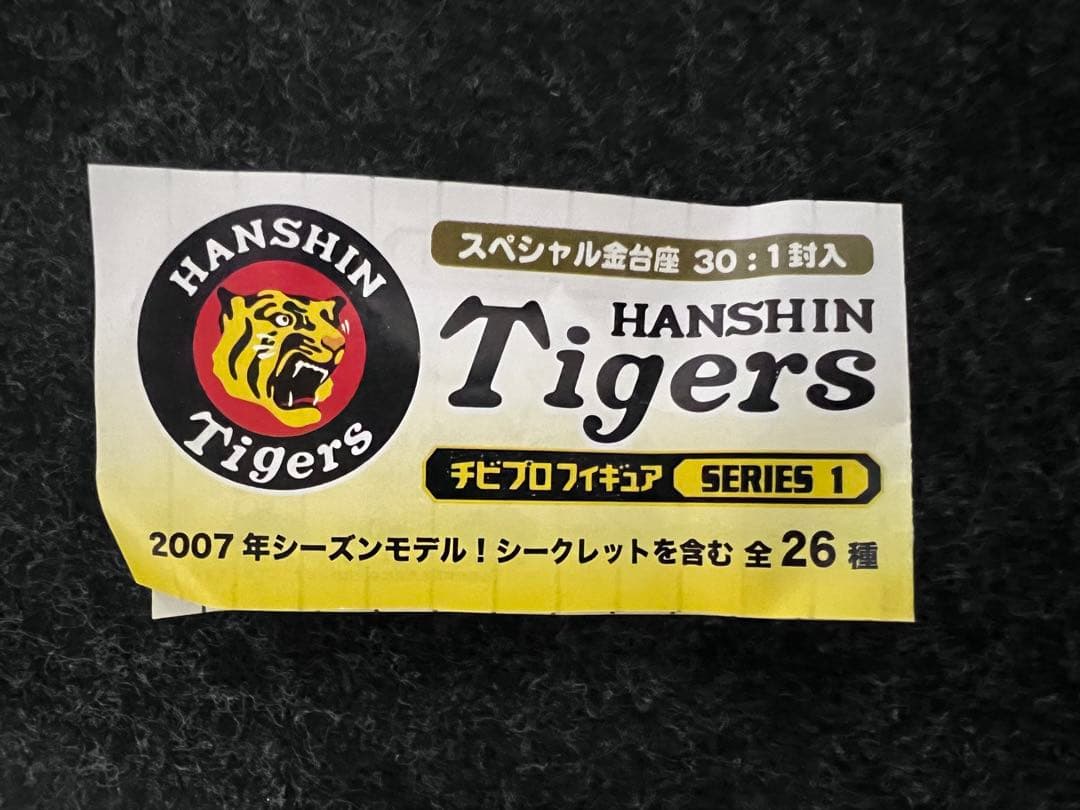 HANSHIN
Tigers
スペシャル金台座 30:1封入
HANSHIN
Tigers
チビプロフィギュア SERIES 1
2007年シーズンモデル!シークレットを含む 全26種